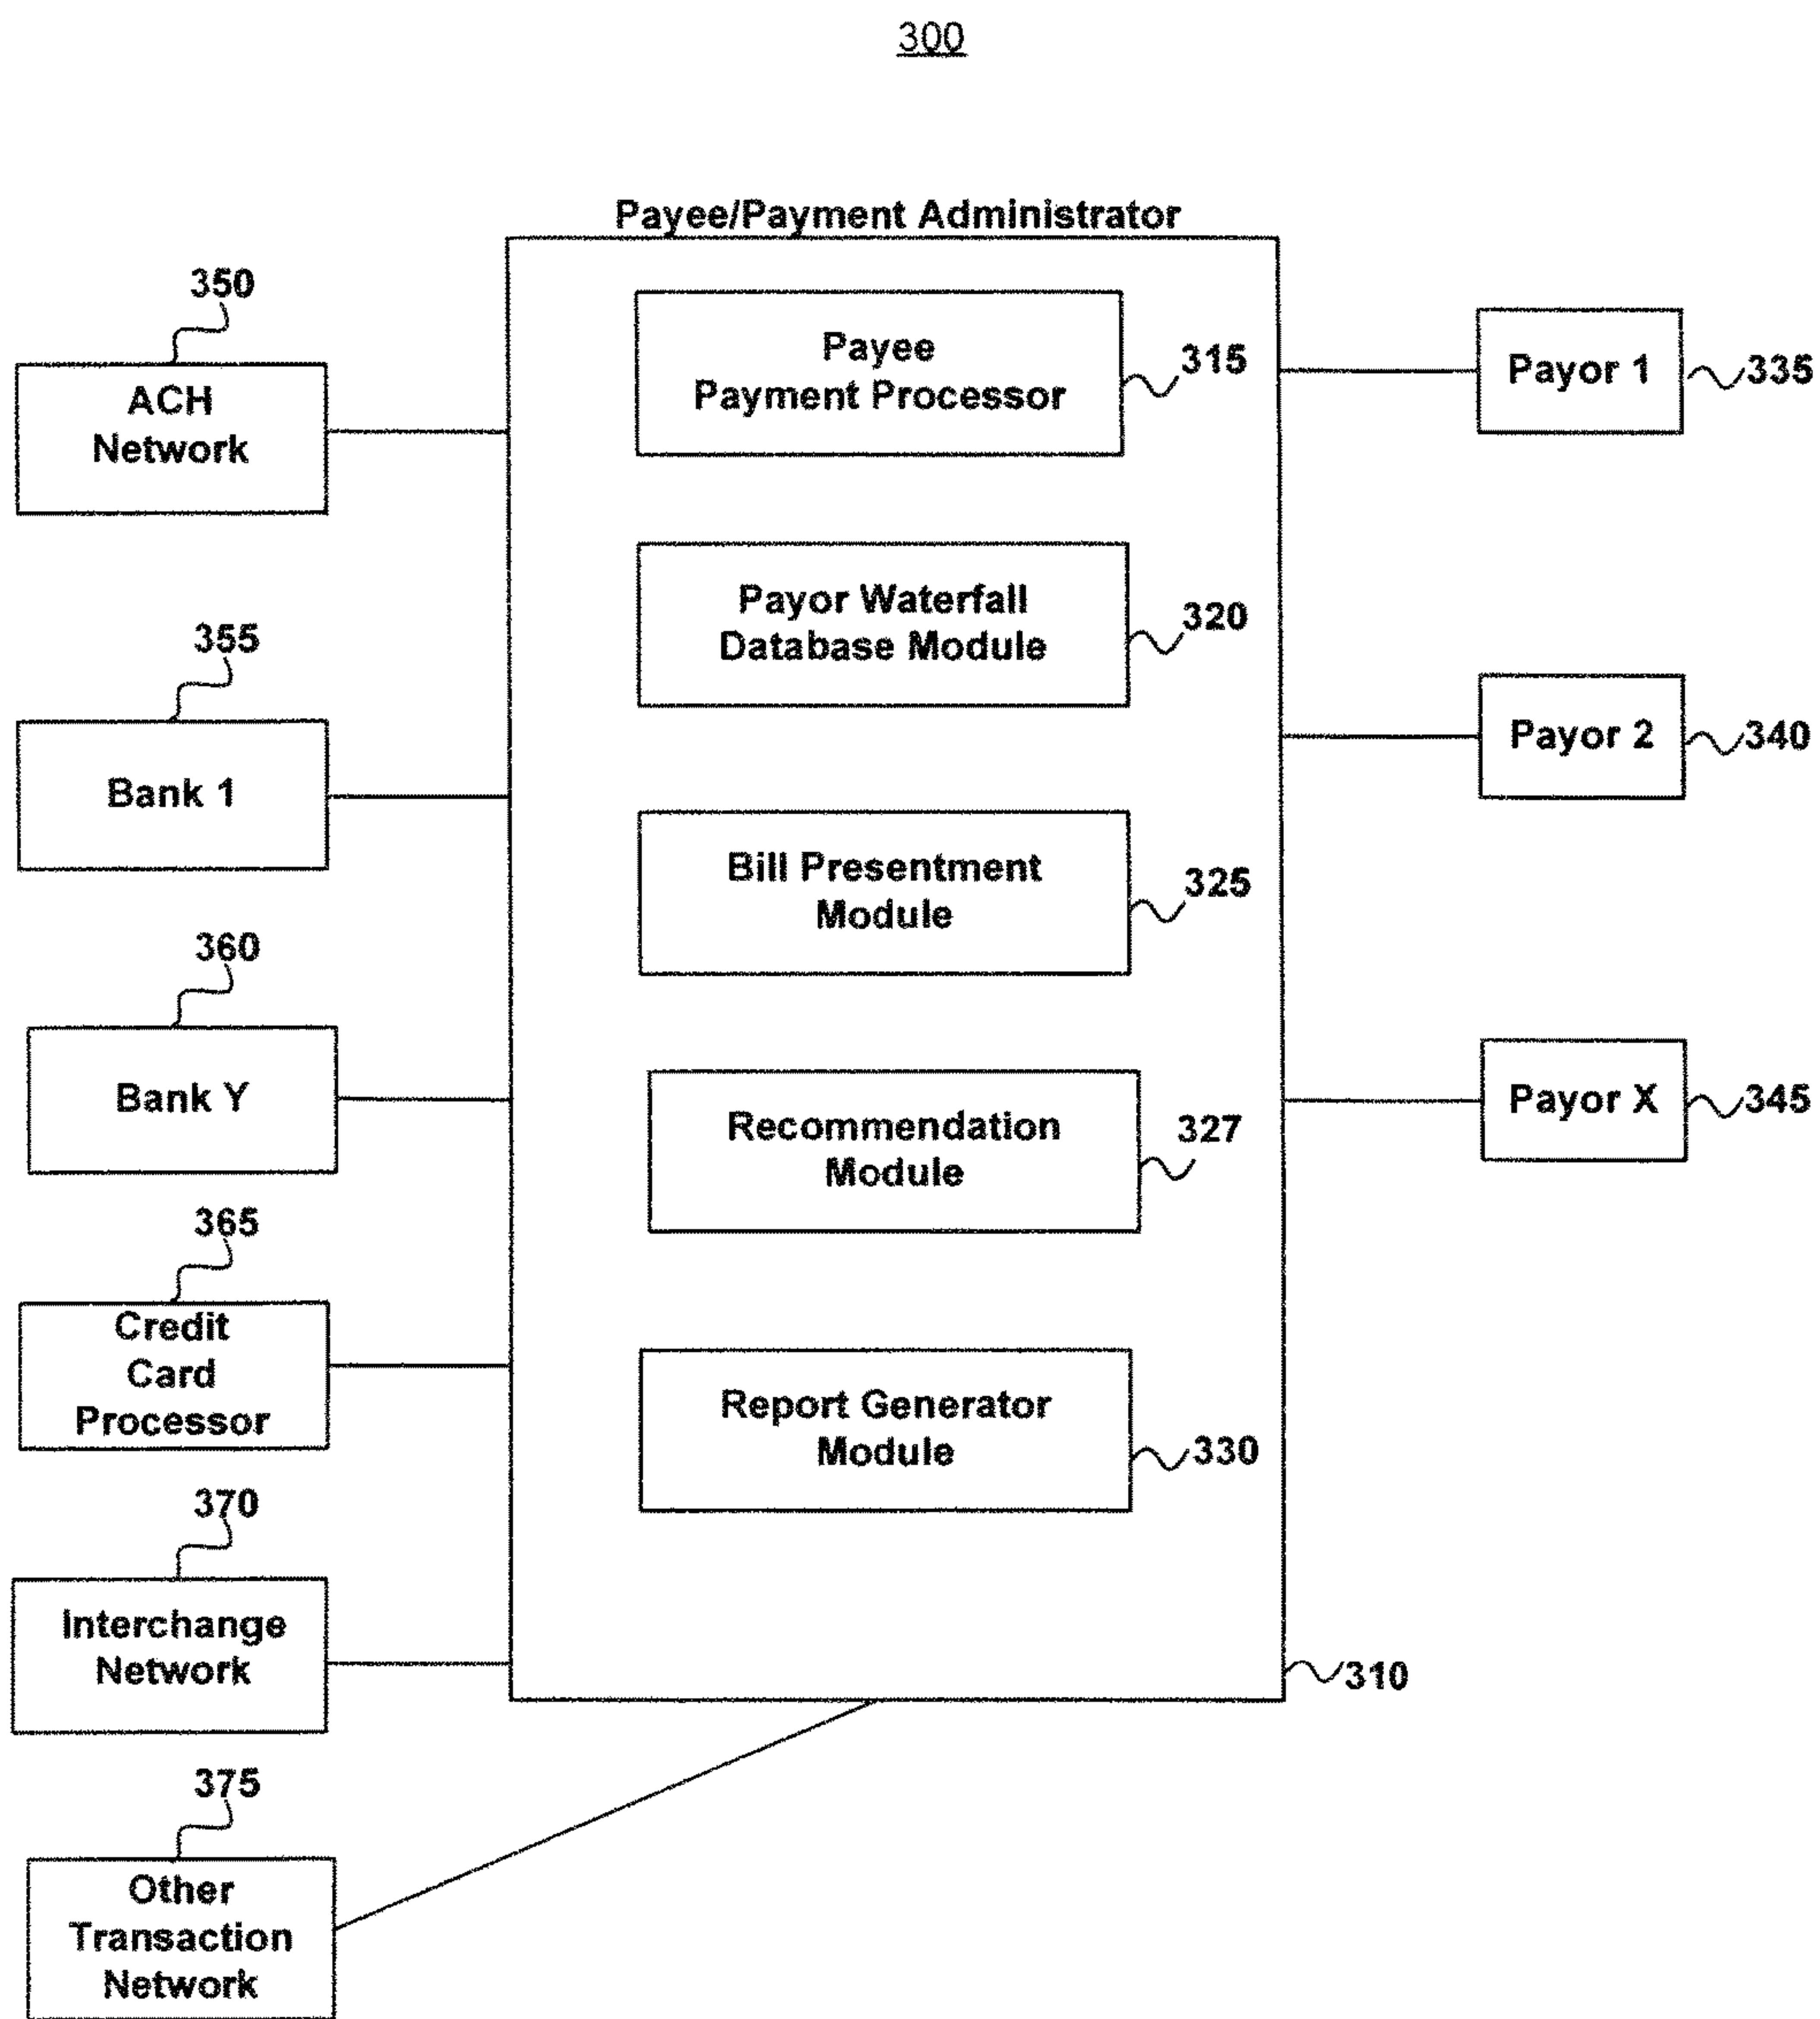 300
Payee/Payment Administrator
350
ACH
Network
355
Bank 1
360
Bank Y
365
Credit
Card
Processor
370
Interchange
Network
375
Other
Transaction
Network
Payee
Payment Processor
315
Payor Waterfall
Database Module
320
Bill Presentment
Module
325
Recommendation
Module
327
Report Generator
Module
330
310
Payor 1
335
Payor 2
340
Payor X
345